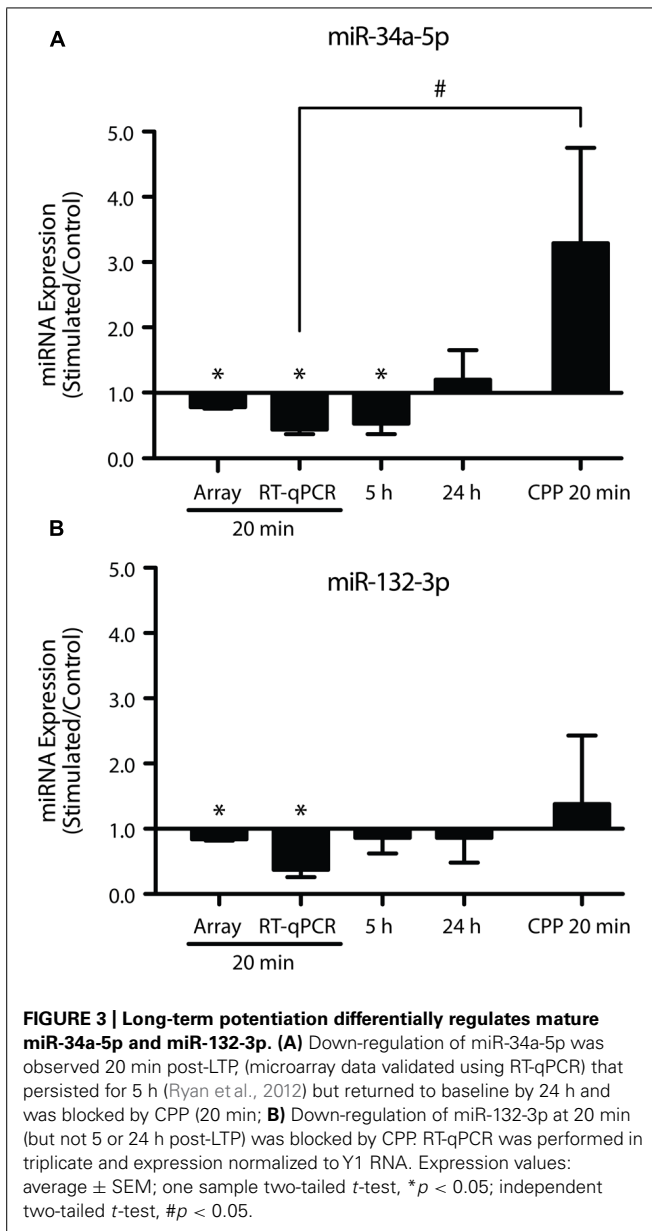 A
miR-34a-5p
#
5.0
4.0
3.0
2.0
1.0
0.0
miRNA Expression
(Stimulated/Control)
* * *
Array RT-qPCR 5 h 24 h CPP 20 min
20 min
B
miR-132-3p
5.0
4.0
3.0
2.0
1.0
0.0
miRNA Expression
(Stimulated/Control)
* *
Array RT-qPCR 5 h 24 h CPP 20 min
20 min
FIGURE 3 | Long-term potentiation differentially regulates mature
miR-34a-5p and miR-132-3p. (A) Down-regulation of miR-34a-5p was
observed 20 min post-LTP, (microarray data validated using RT-qPCR) that
persisted for 5 h (Ryan et al., 2012) but returned to baseline by 24 h and
was blocked by CPP (20 min; B) Down-regulation of miR-132-3p at 20 min
(but not 5 or 24 h post-LTP) was blocked by CPP. RT-qPCR was performed in
triplicate and expression normalized to Y1 RNA. Expression values:
average ± SEM; one sample two-tailed t-test, *p < 0.05; independent
two-tailed t-test, #p < 0.05.